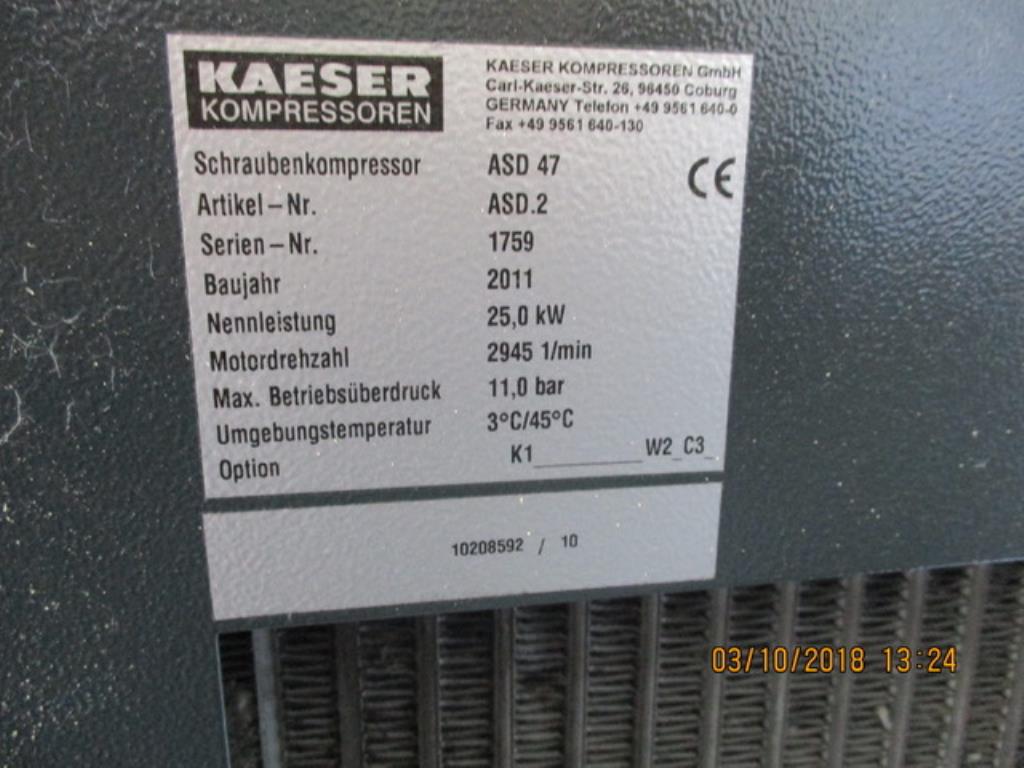 KAESER
KOMPRESSOREN
KAESER KOMPRESSOREN GmbH
Carl-Kaeser-Str. 26, 96450 Coburg
GERMANY Telefon +49 9561 640-0
Fax +49 9561 640-130
CE
Schraubenkompressor ASD 47
Artikel–Nr. ASD.2
Serien–Nr. 1759
Baujahr 2011
Nennleistung 25,0 kW
Motordrehzahl 2945 1/min
Max. Betriebsüberdruck 11,0 bar
Umgebungstemperatur 3°C/45°C
Option K1_________W2_C3_
10208592 / 10
03/10/2018 13:24